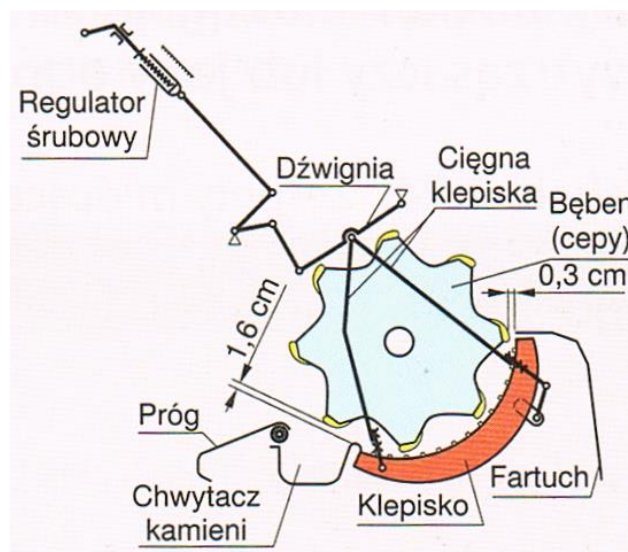 Regulator
śrubowy
Dźwignia
Cięgna
klepiska
Bęben
(cepy)
0,3 cm
1,6 cm
Próg
Chwytacz
kamieni
Klepisko
Fartuch